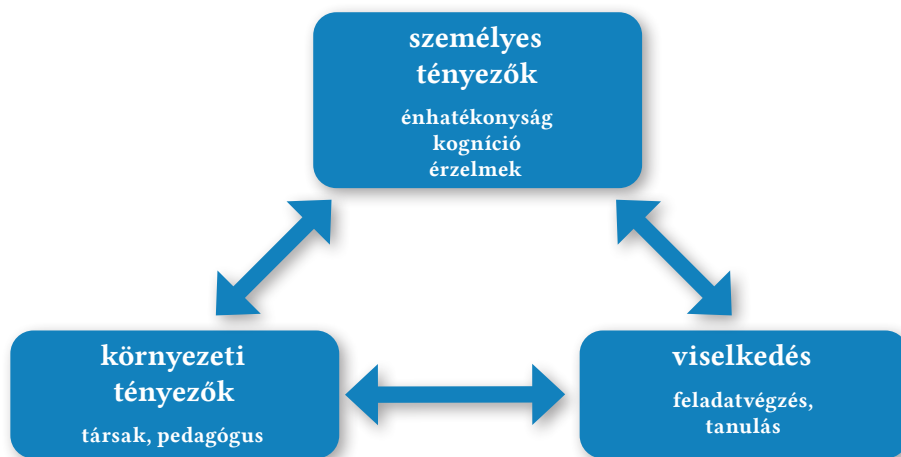 személyes
tényezők
énhatékonyság
kogníció
érzelmek
környezeti
tényezők
társak, pedagógus
viselkedés
feladatvégzés,
tanulás